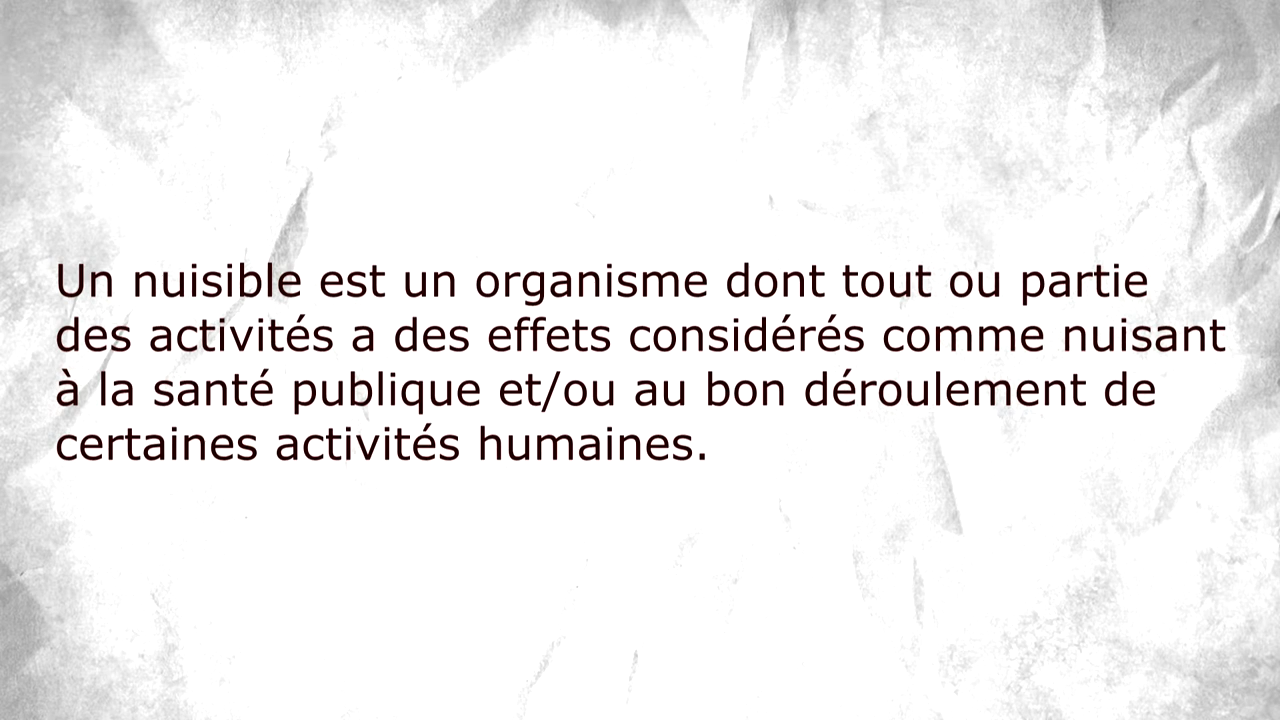 Un nuisible est un organisme dont tout ou partie
des activités a des effets considérés comme nuisant
à la santé publique et/ou au bon déroulement de
certaines activités humaines.